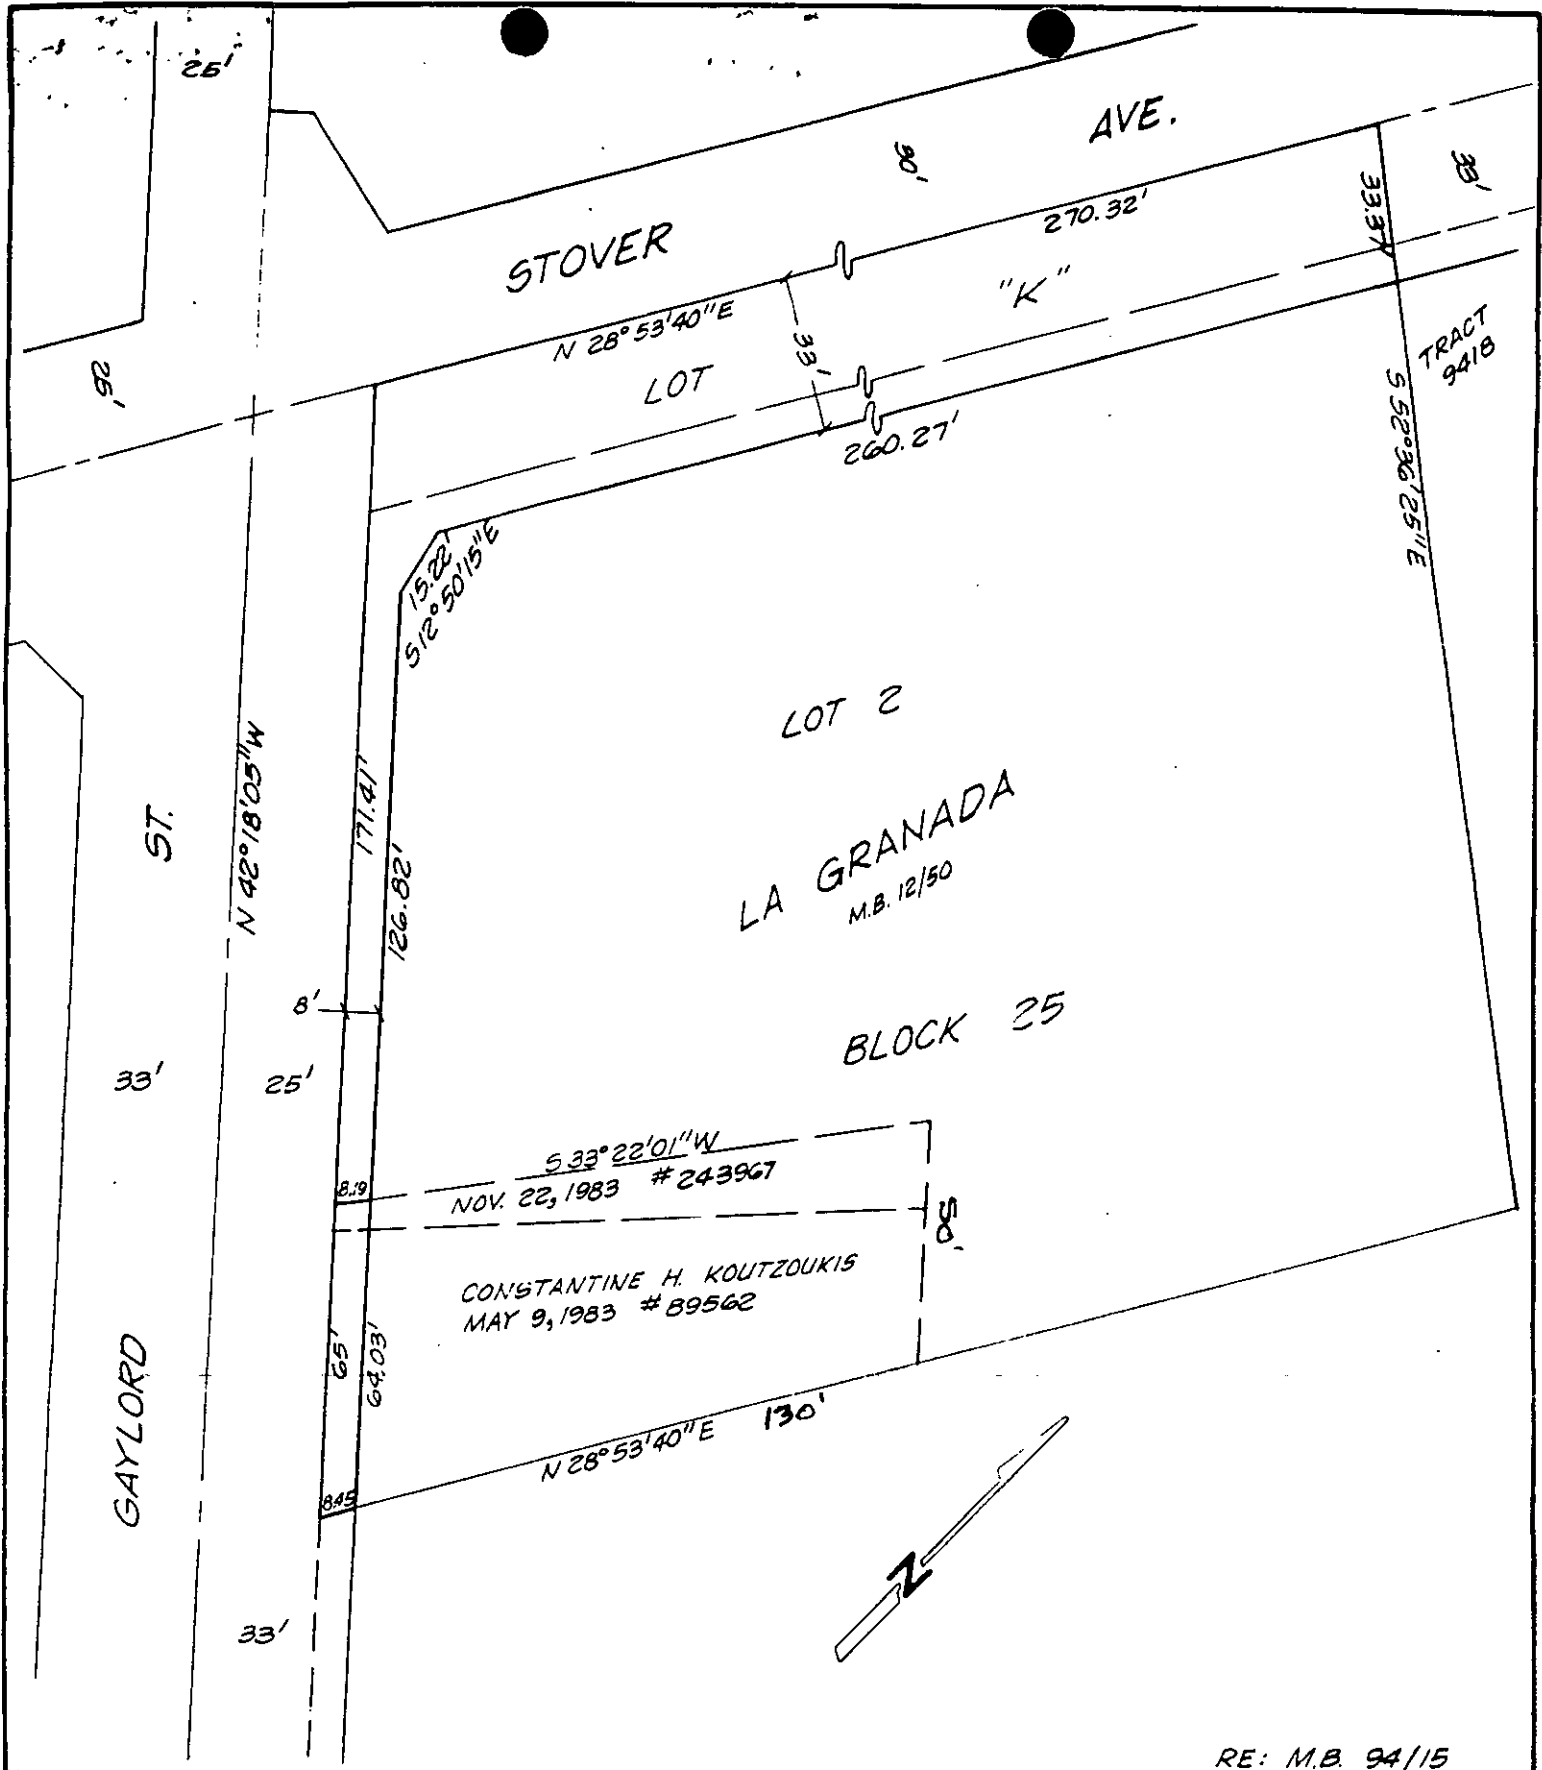 25'
AVE.
30'
33'
STOVER
270.32'
33.37'
"K"
N 28°53'40"E
33'
TRACT
9418
LOT
25'
260.27'
S 52°36'25"E
15.22'
S12°50'15"E
LOT 2
N 42°18'05"W
171.41'
ST.
LA GRANADA
M.B. 12/50
126.82'
8'
BLOCK 25
33'
25'
S 33°22'01"W
8.19
NOV. 22, 1983 #243967
50'
CONSTANTINE H. KOUTZOUKIS
MAY 9, 1983 #89562
65'
64.03'
GAYLORD
130'
N 28°53'40"E
8.45
N
33'
RE: M.B. 94/15